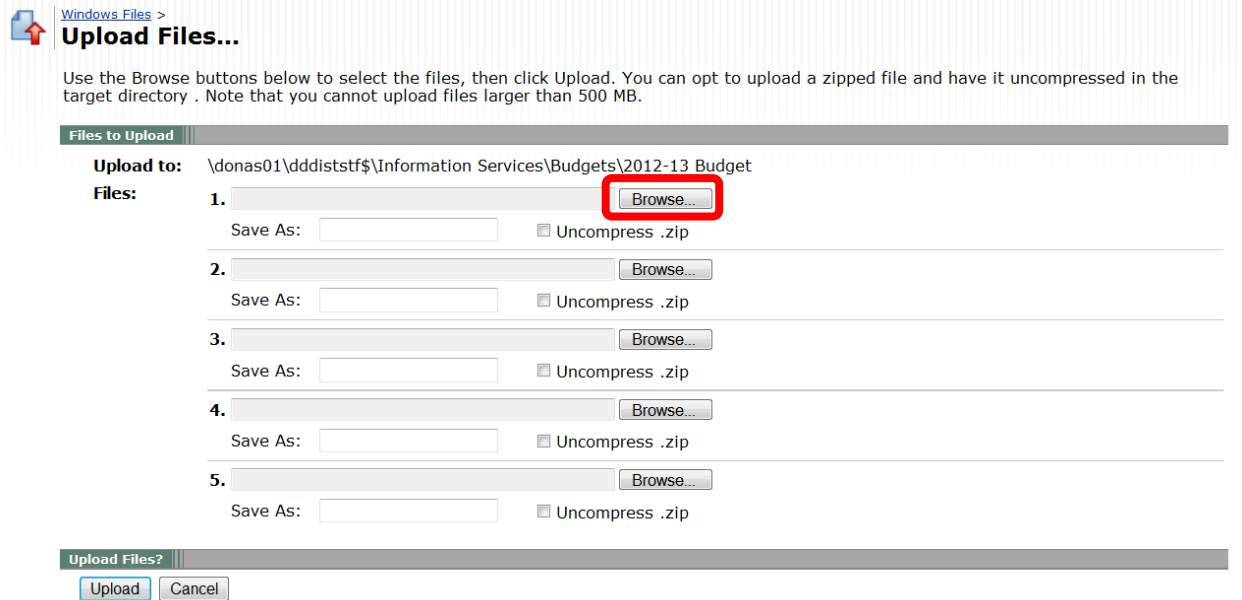 Windows Files >
Upload Files...
Use the Browse buttons below to select the files, then click Upload. You can opt to upload a zipped file and have it uncompressed in the
target directory . Note that you cannot upload files larger than 500 MB.
Files to Upload
Upload to: \donas01\dddiststf$\Information Services\Budgets\2012-13 Budget
Files: 1. Browse...
Save As: Uncompress .zip
2. Browse...
Save As: Uncompress .zip
3. Browse...
Save As: Uncompress .zip
4. Browse...
Save As: Uncompress .zip
5. Browse...
Save As: Uncompress .zip
Upload Files?
Upload Cancel